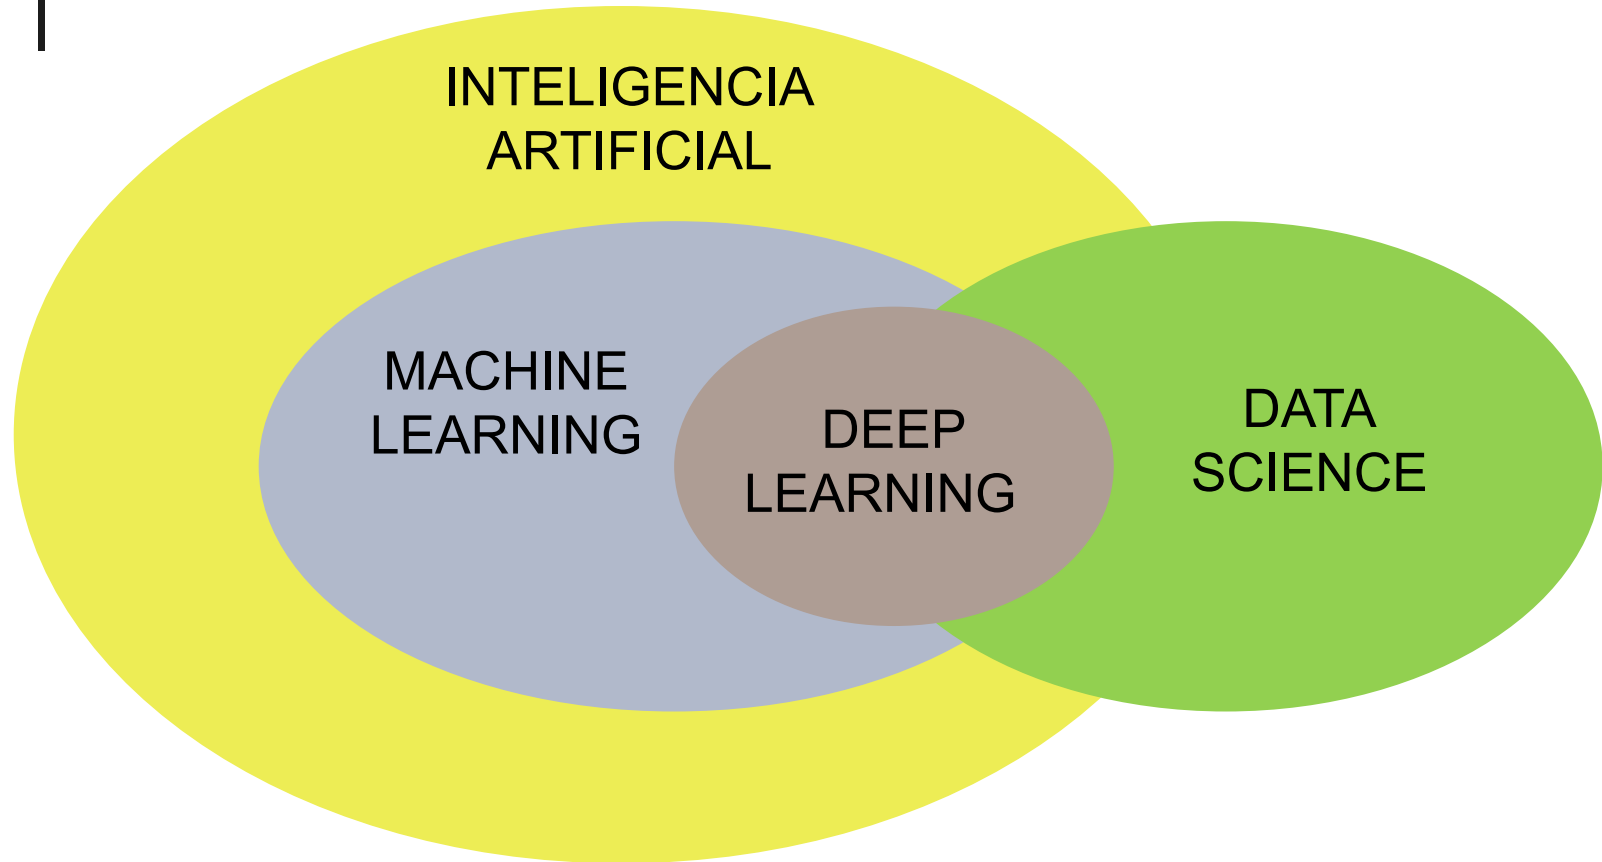 INTELIGENCIA
ARTIFICIAL
MACHINE
LEARNING
DEEP
LEARNING
DATA
SCIENCE